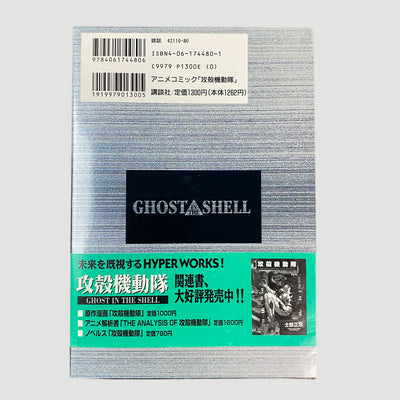 雑誌 42110-80
9784061744806
ISBN4-06-174480-1
C9979 P1300E (0)
アニメコミック「攻殻機動隊」
1919979013005
講談社/定価1300円(本体1262円)
GHOST IN THE SHELL
未来を既視するHYPER WORKS!
攻殻機動隊
GHOST IN THE SHELL
関連書、
大好評発売中!!
■原作漫画「攻殻機動隊」定価1000円
■アニメ解析書「THE ANALYSIS OF 攻殻機動隊」定価1600円
■ノベルス「攻殻機動隊」定価760円
攻殻機動隊
士郎正宗